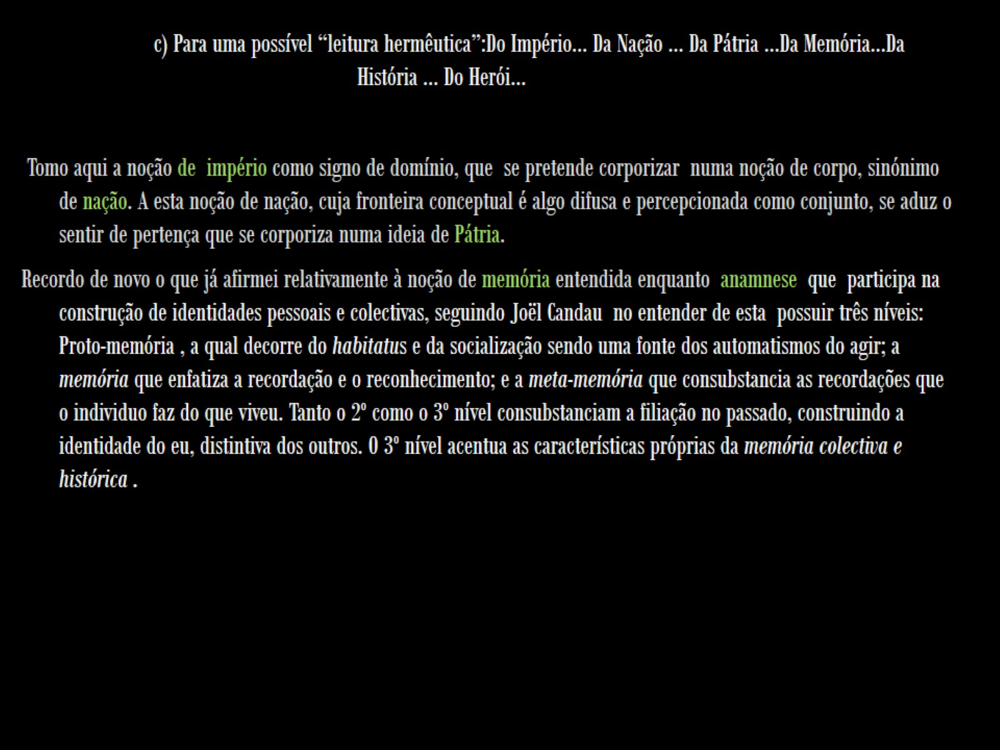 c) Para uma possível “leitura hermêutica”:Do Império... Da Nação ... Da Pátria ...Da Memória...Da
História ... Do Herói...
Tomo aqui a noção de império como signo de domínio, que se pretende corporizar numa noção de corpo, sinónimo
de nação. A esta noção de nação, cuja fronteira conceptual é algo difusa e percepcionada como conjunto, se aduz o
sentir de pertença que se corporiza numa ideia de Pátria.
Recordo de novo o que já afirmei relativamente à noção de memória entendida enquanto anamnese que participa na
construção de identidades pessoais e colectivas, seguindo Joël Candau no entender de esta possuir três níveis:
Proto-memória , a qual decorre do habitatus e da socialização sendo uma fonte dos automatismos do agir; a
memória que enfatiza a recordação e o reconhecimento; e a meta-memória que consubstancia as recordações que
o individuo faz do que viveu. Tanto o 2º como o 3º nível consubstanciam a filiação no passado, construindo a
identidade do eu, distintiva dos outros. O 3º nível acentua as características próprias da memória colectiva e
histórica .